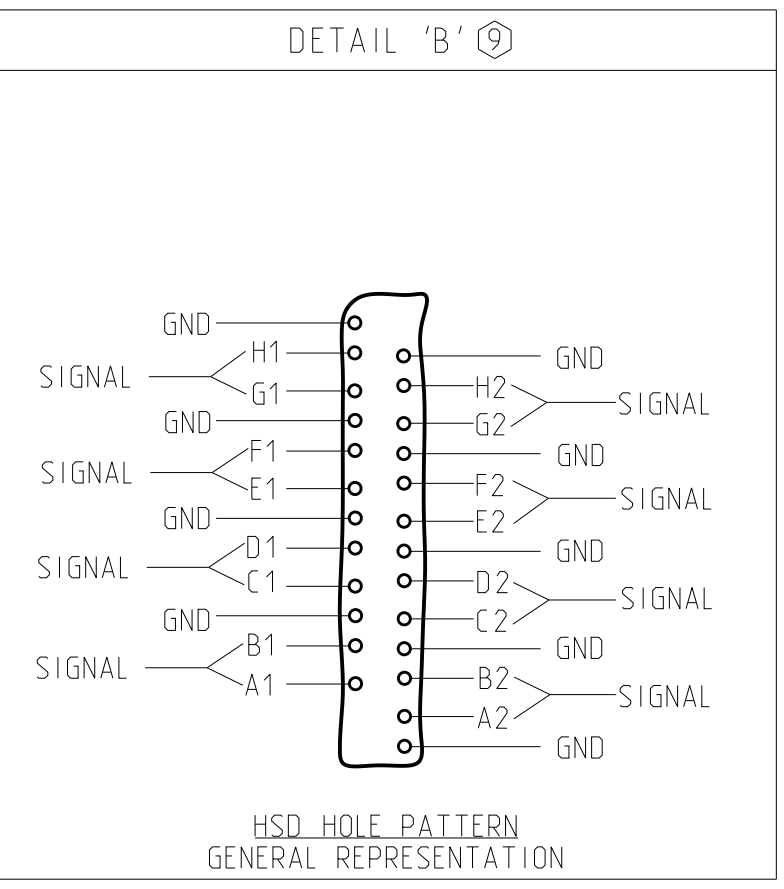 DETAIL 'B' 9
GND
H1
SIGNAL
G1
GND
F1
SIGNAL
E1
GND
D1
SIGNAL
C1
GND
B1
SIGNAL
A1
GND
H2
SIGNAL
G2
GND
F2
SIGNAL
E2
GND
D2
SIGNAL
C2
GND
B2
SIGNAL
A2
GND
HSD HOLE PATTERN
GENERAL REPRESENTATION